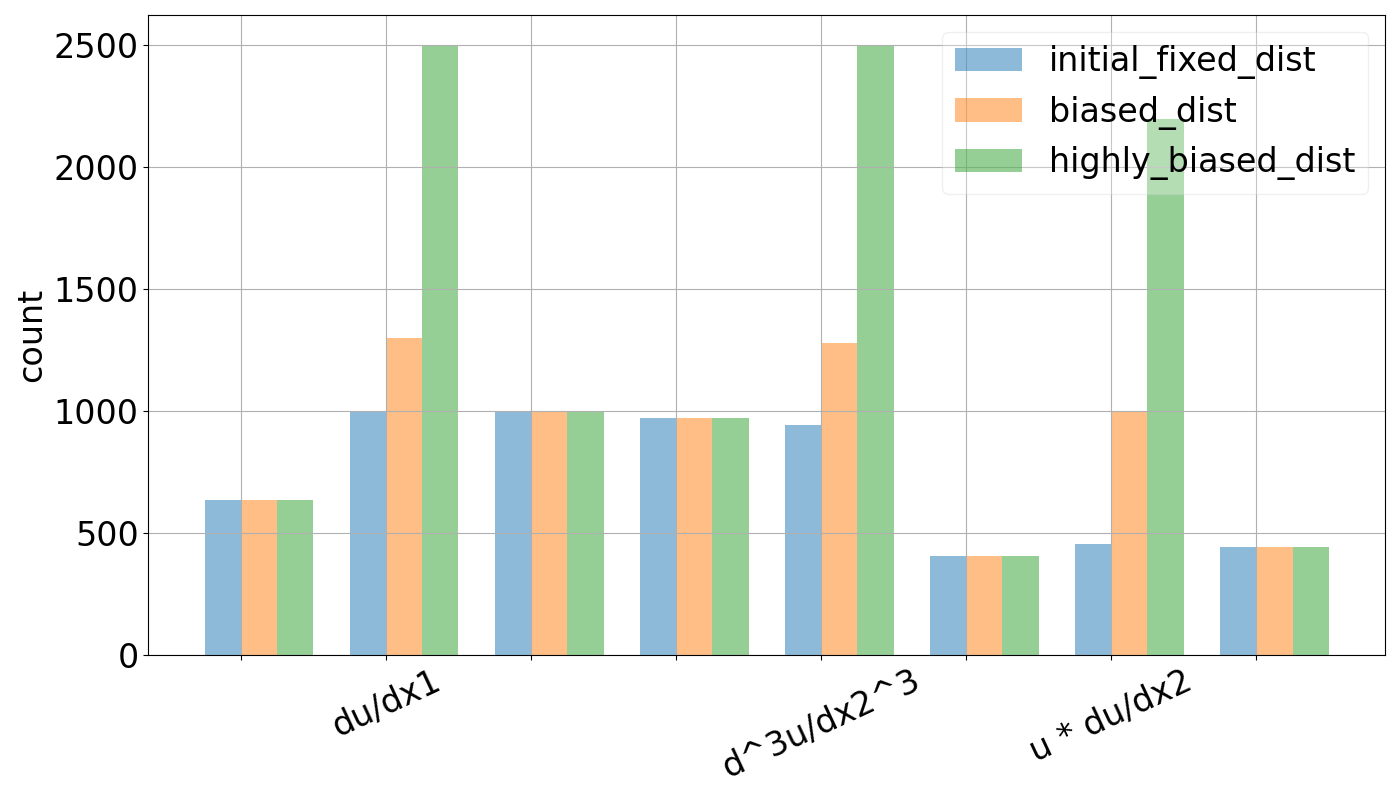 2500
2000
1500
1000
500
0
count
initial_fixed_dist
biased_dist
highly_biased_dist
du/dx1
d^3u/dx2^3
u * du/dx2